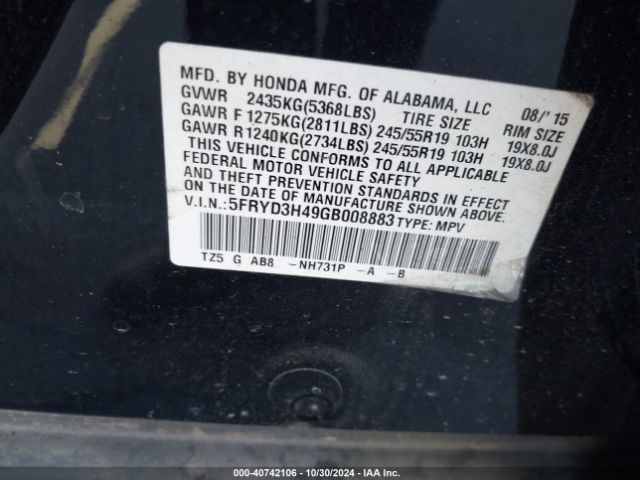 MFD. BY HONDA MFG. OF ALABAMA, LLC 08/'15
GVWR 2435KG(5368LBS) TIRE SIZE RIM SIZE
GAWR F 1275KG(2811LBS) 245/55R19 103H 19X8.0J
GAWR R 1240KG(2734LBS) 245/55R19 103H 19X8.0J
THIS VEHICLE CONFORMS TO ALL APPLICABLE
FEDERAL MOTOR VEHICLE SAFETY
AND THEFT PREVENTION STANDARDS IN EFFECT
ON THE DATE OF MANUFACTURE SHOWN ABOVE.
V.I.N.: 5FRYD3H49GB008883 TYPE: MPV
TZ5 G AB8 -NH731P -A -B
000-40742106 • 10/30/2024 • IAA Inc.